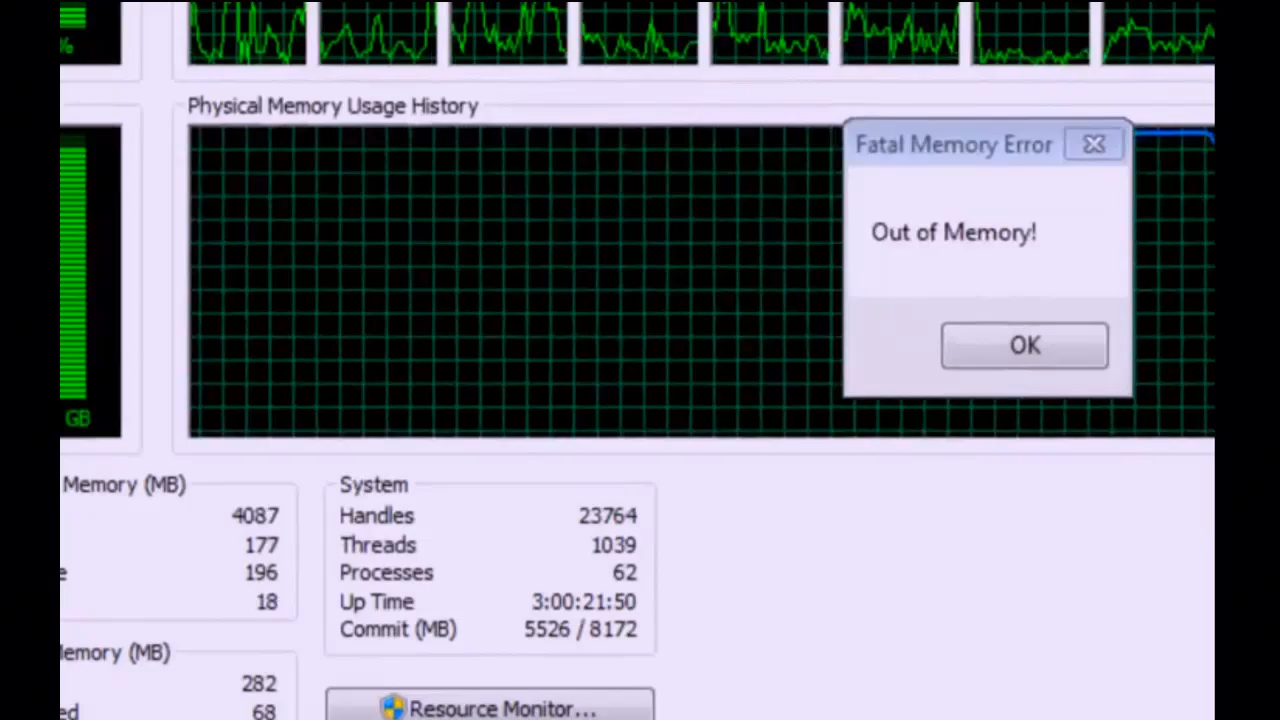 %
Physical Memory Usage History
Fatal Memory Error
Out of Memory!
OK
GB
Memory (MB)
4087
177
e 196
18
System
Handles 23764
Threads 1039
Processes 62
Up Time 3:00:21:50
Commit (MB) 5526 / 8172
emory (MB)
282
ed 68
Resource Monitor...